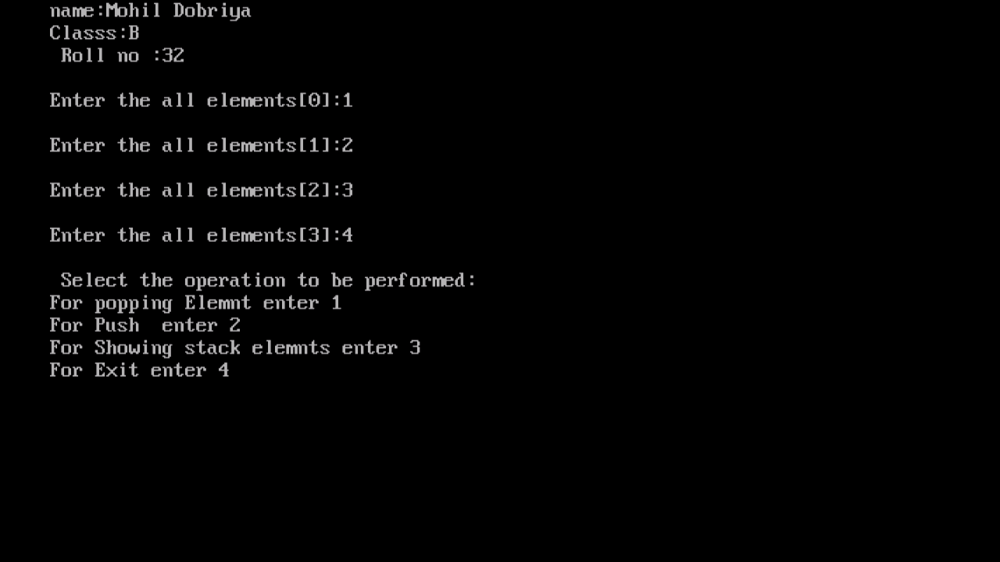 name:Mohil Dobriya
Classs:B
Roll no :32
Enter the all elements[0]:1
Enter the all elements[1]:2
Enter the all elements[2]:3
Enter the all elements[3]:4
Select the operation to be performed:
For popping Elemnt enter 1
For Push  enter 2
For Showing stack elemnts enter 3
For Exit enter 4